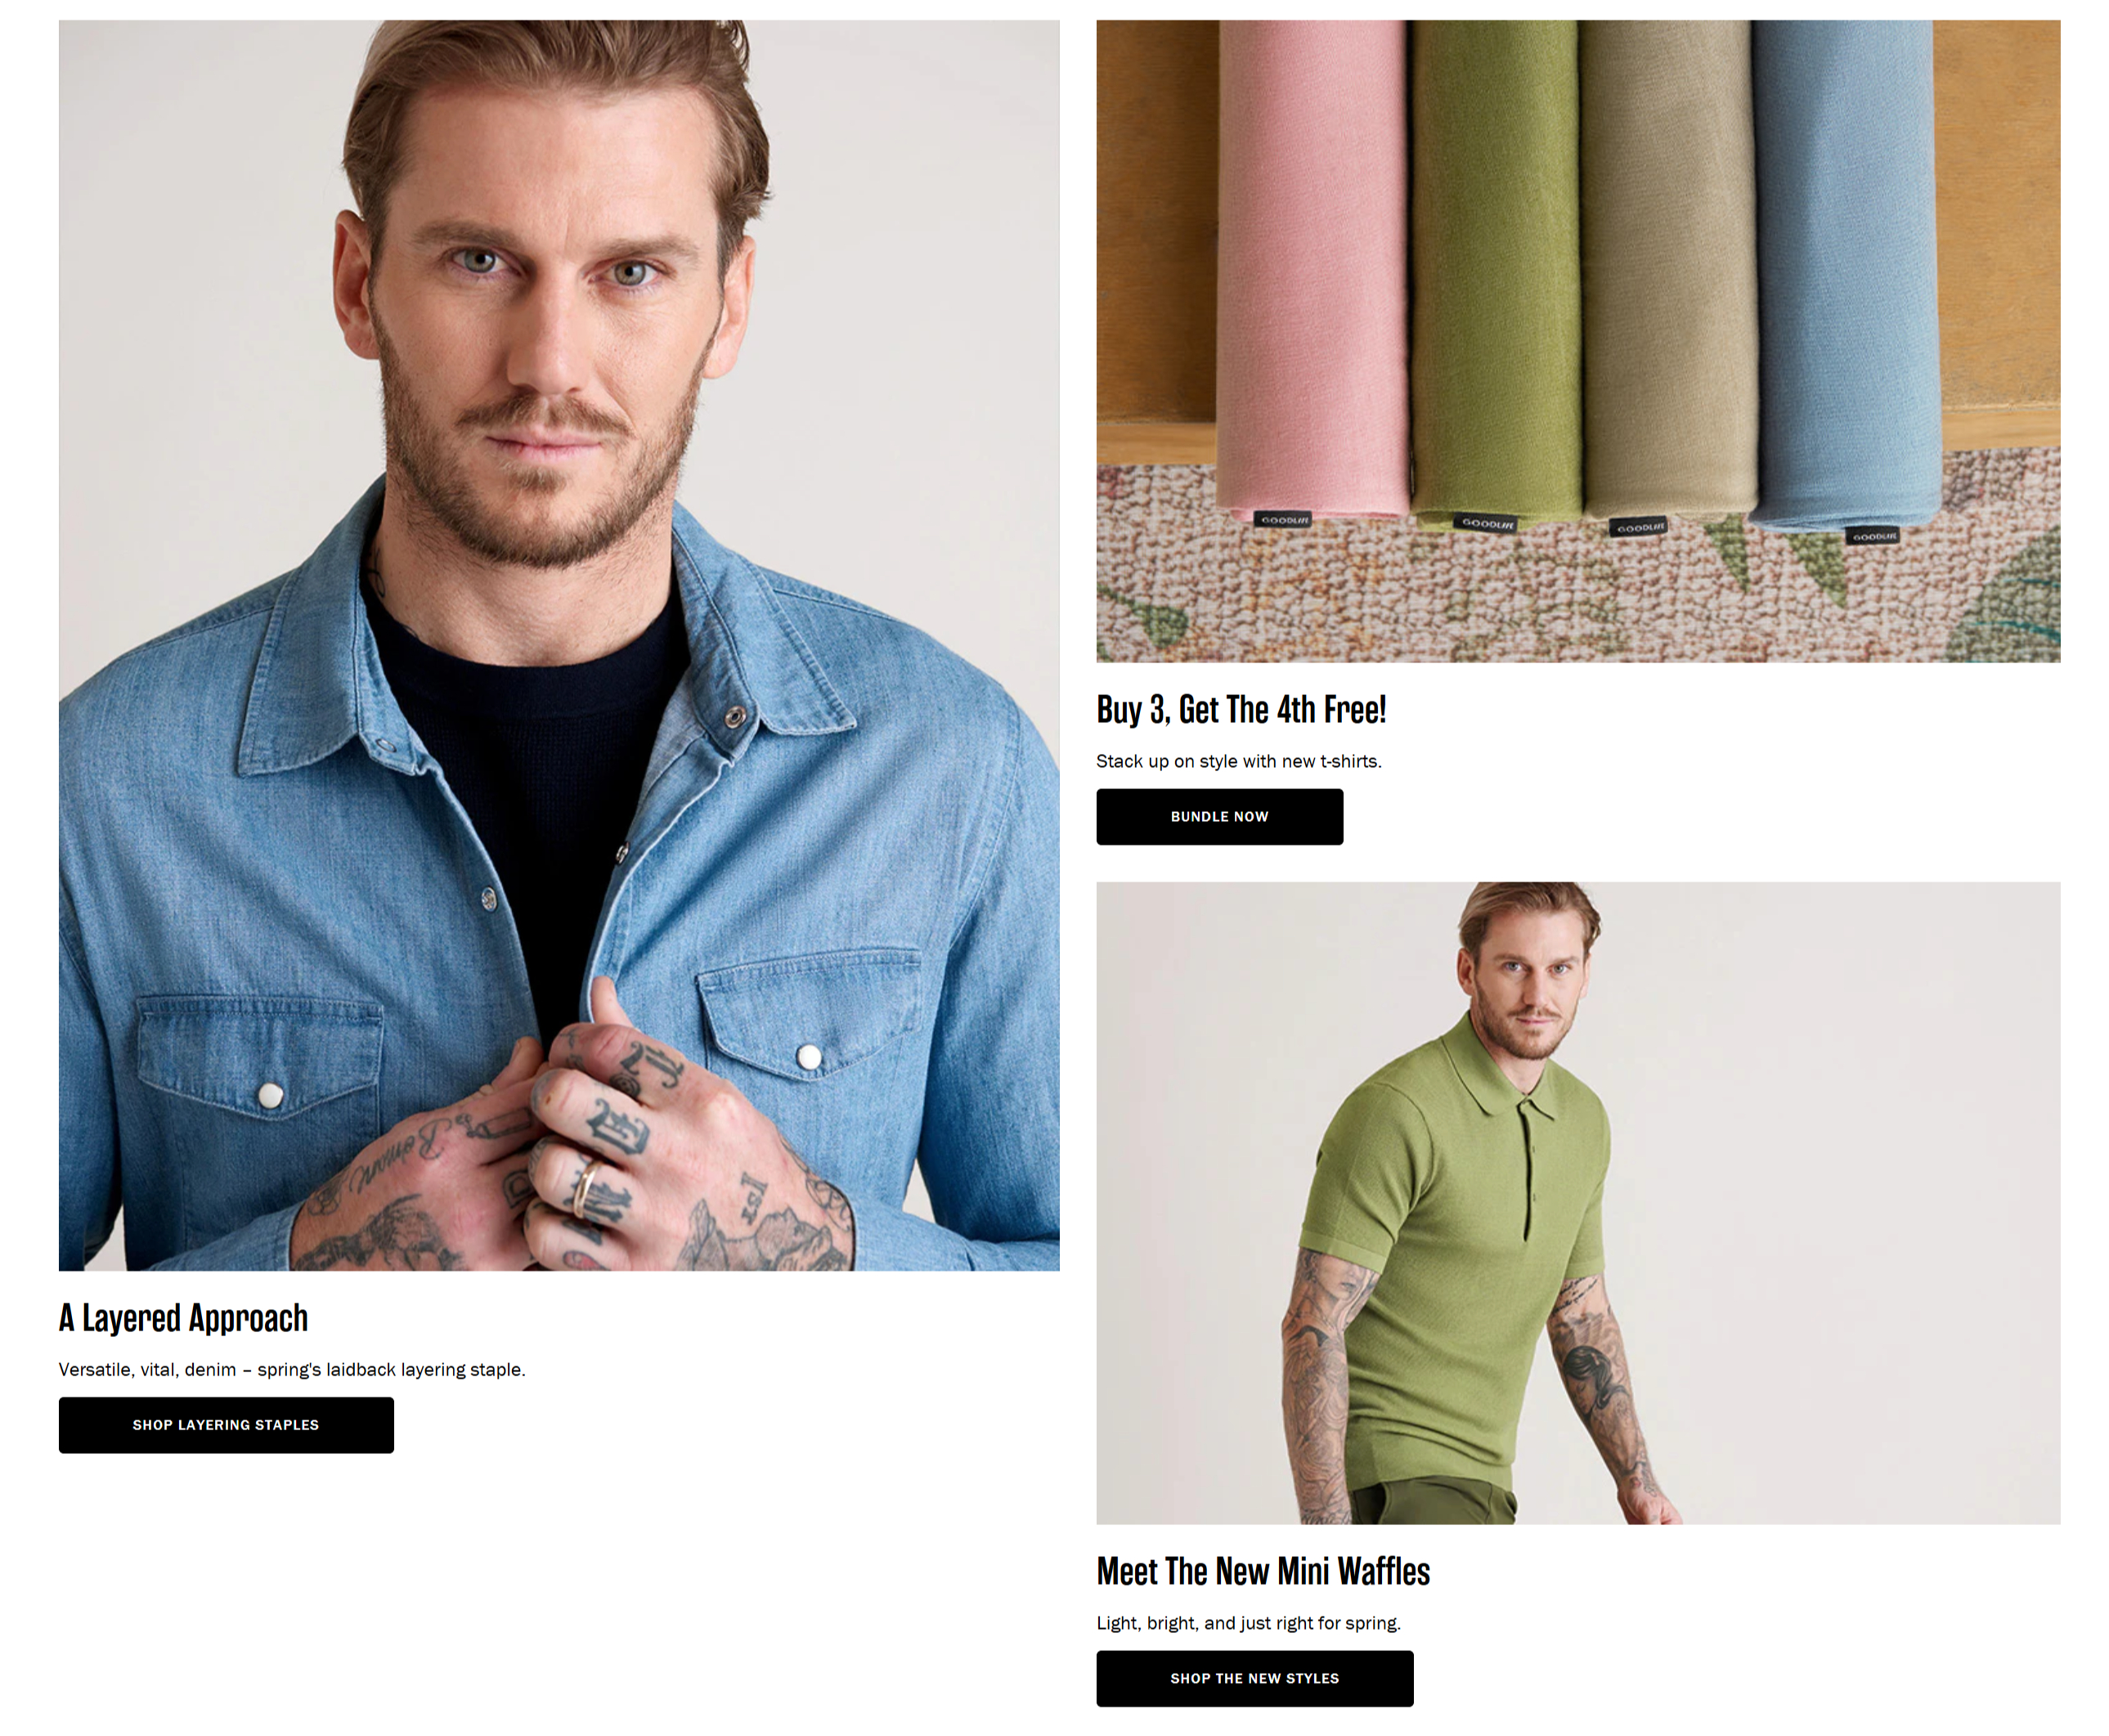 GOODLIFE
GOODLIFE
GOODLIFE
GOODLIFE
Buy 3, Get The 4th Free!
Stack up on style with new t-shirts.
BUNDLE NOW
Romane
1st
A Layered Approach
Versatile, vital, denim – spring's laidback layering staple.
SHOP LAYERING STAPLES
Meet The New Mini Waffles
Light, bright, and just right for spring.
SHOP THE NEW STYLES